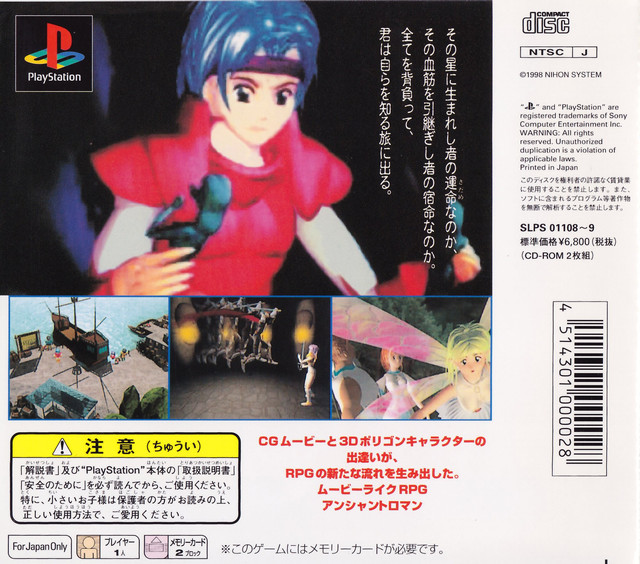 PlayStation
その星に生まれし者の運命なのか、
さだめ
その血筋を引継ぎし者の宿命なのか。
全てを背負って、
君は自らを知る旅に出る。
COMPACT
disc
NTSC J
©1998 NIHON SYSTEM
"PS" and "PlayStation" are
registered trademarks of Sony
Computer Entertainment Inc.
WARNING: All rights
reserved. Unauthorized
duplication is a violation of
applicable laws.
Printed in Japan
このディスクを権利者の許諾なく賃貸業
に使用することを禁止します。また、
ソフトに含まれるプログラム等著作物
を無断で解析することを禁止します。
SLPS 01108～9
標準価格¥6,800(税抜)
(CD-ROM 2枚組)
4 514301 000028
CGムービーと3Dポリゴンキャラクターの
出逢いが、
RPGの新たな流れを生み出した。
ムービーライクRPG
アンシャントロマン
注意(ちゅうい)
「解説書」及び"PlayStation"本体の「取扱説明書」
「安全のために」を必ず読んでから、ご使用ください。
特に、小さいお子様は保護者の方がお読みの上、
正しい使用方法で、ご愛用ください。
For Japan Only
プレイヤー
1人
メモリーカード
2ブロック
※このゲームにはメモリーカードが必要です。